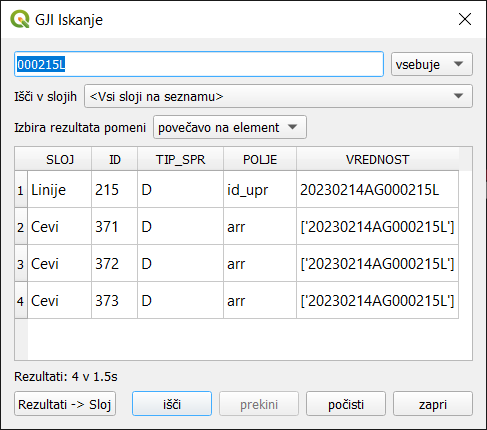 GJI Iskanje
000215L vsebuje
Išči v slojih <Vsi sloji na seznamu>
Izbira rezultata pomeni povečavo na element
SLOJ ID TIP_SPR POLJE VREDNOST
1 Linije 215 D id_upr 20230214AG000215L
2 Cevi 371 D arr ['20230214AG000215L']
3 Cevi 372 D arr ['20230214AG000215L']
4 Cevi 373 D arr ['20230214AG000215L']
Rezultati: 4 v 1.5s
Rezultati -> Sloj išči prekini počisti zapri